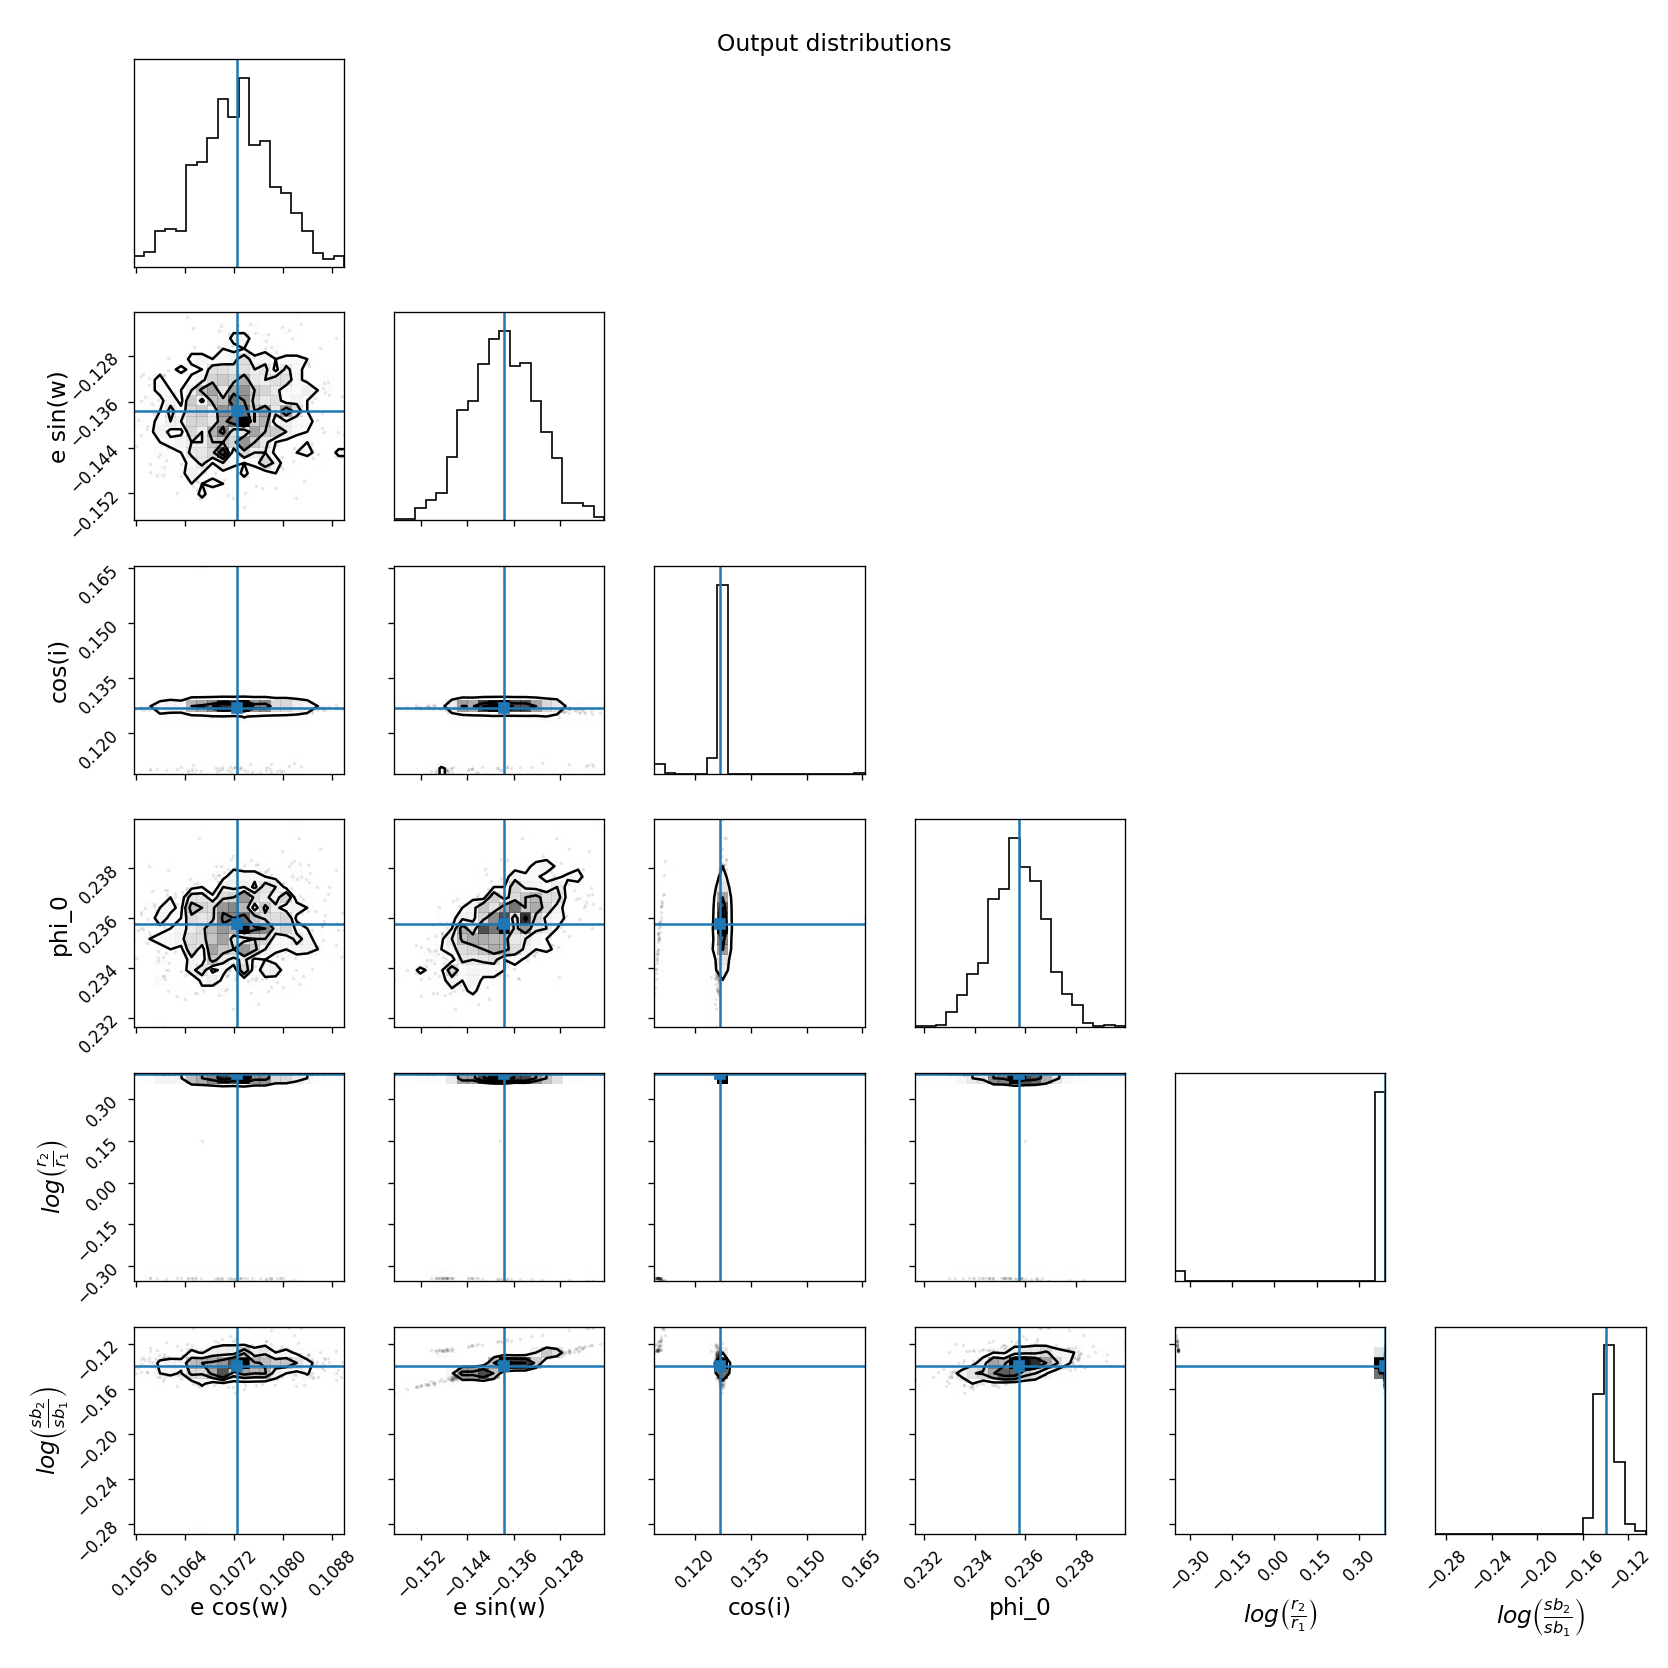 Output distributions
e sin(w)
−0.128
−0.136
−0.144
−0.152
cos(i)
0.165
0.150
0.135
0.120
phi_0
0.238
0.236
0.234
0.232
log(r₂/r₁)
0.30
0.15
0.00
−0.15
−0.30
log(sb₂/sb₁)
−0.12
−0.16
−0.20
−0.24
−0.28
0.1056 0.1064 0.1072 0.1080 0.1088
−0.152 −0.144 −0.136 −0.128
0.120 0.135 0.150 0.165
0.232 0.234 0.236 0.238
−0.30 −0.15 0.00 0.15 0.30
−0.28 −0.24 −0.20 −0.16 −0.12
e cos(w) e sin(w) cos(i) phi_0 log(r₂/r₁) log(sb₂/sb₁)